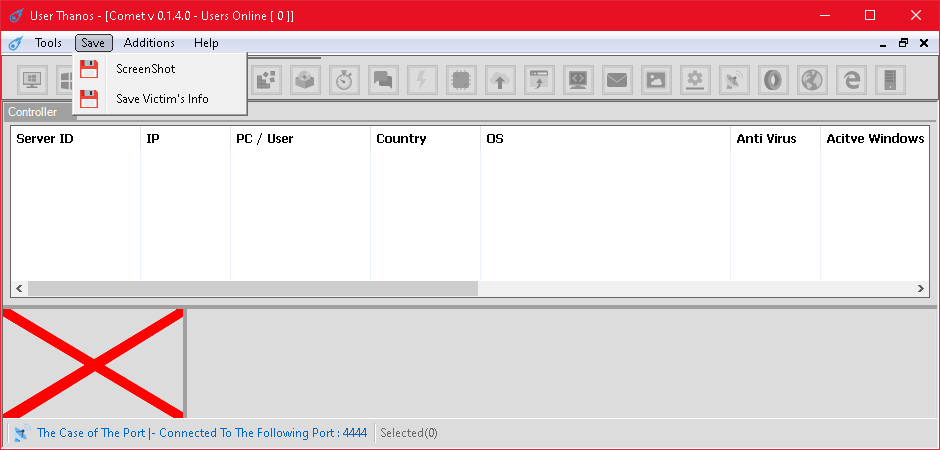 User Thanos - [Comet v 0.1.4.0 - Users Online [ 0 ]]
Tools Save Additions Help
ScreenShot
Save Victim's Info
Controller
Server ID IP PC / User Country OS Anti Virus Acitve Windows
The Case of The Port |- Connected To The Following Port : 4444 Selected(0)